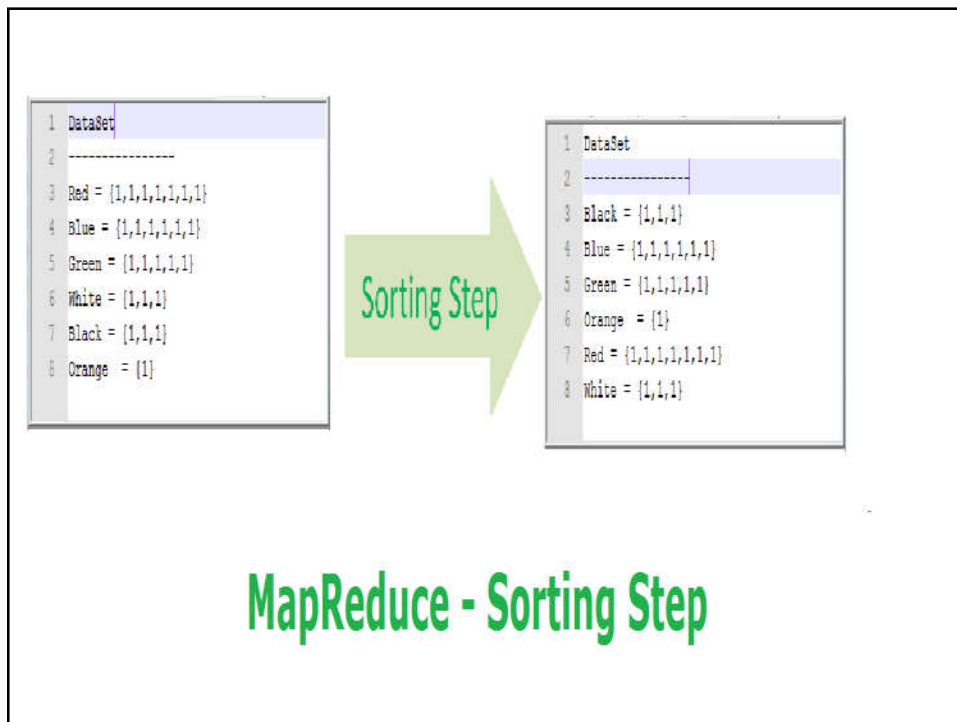 1 DataSet
2 ----------------
3 Red = {1,1,1,1,1,1,1}
4 Blue = {1,1,1,1,1,1}
5 Green = {1,1,1,1,1}
6 White = {1,1,1}
7 Black = {1,1,1}
8 Orange = {1}
Sorting Step
1 DataSet
2 ----------------
3 Black = {1,1,1}
4 Blue = {1,1,1,1,1,1}
5 Green = {1,1,1,1,1}
6 Orange = {1}
7 Red = {1,1,1,1,1,1,1}
8 White = {1,1,1}
MapReduce - Sorting Step